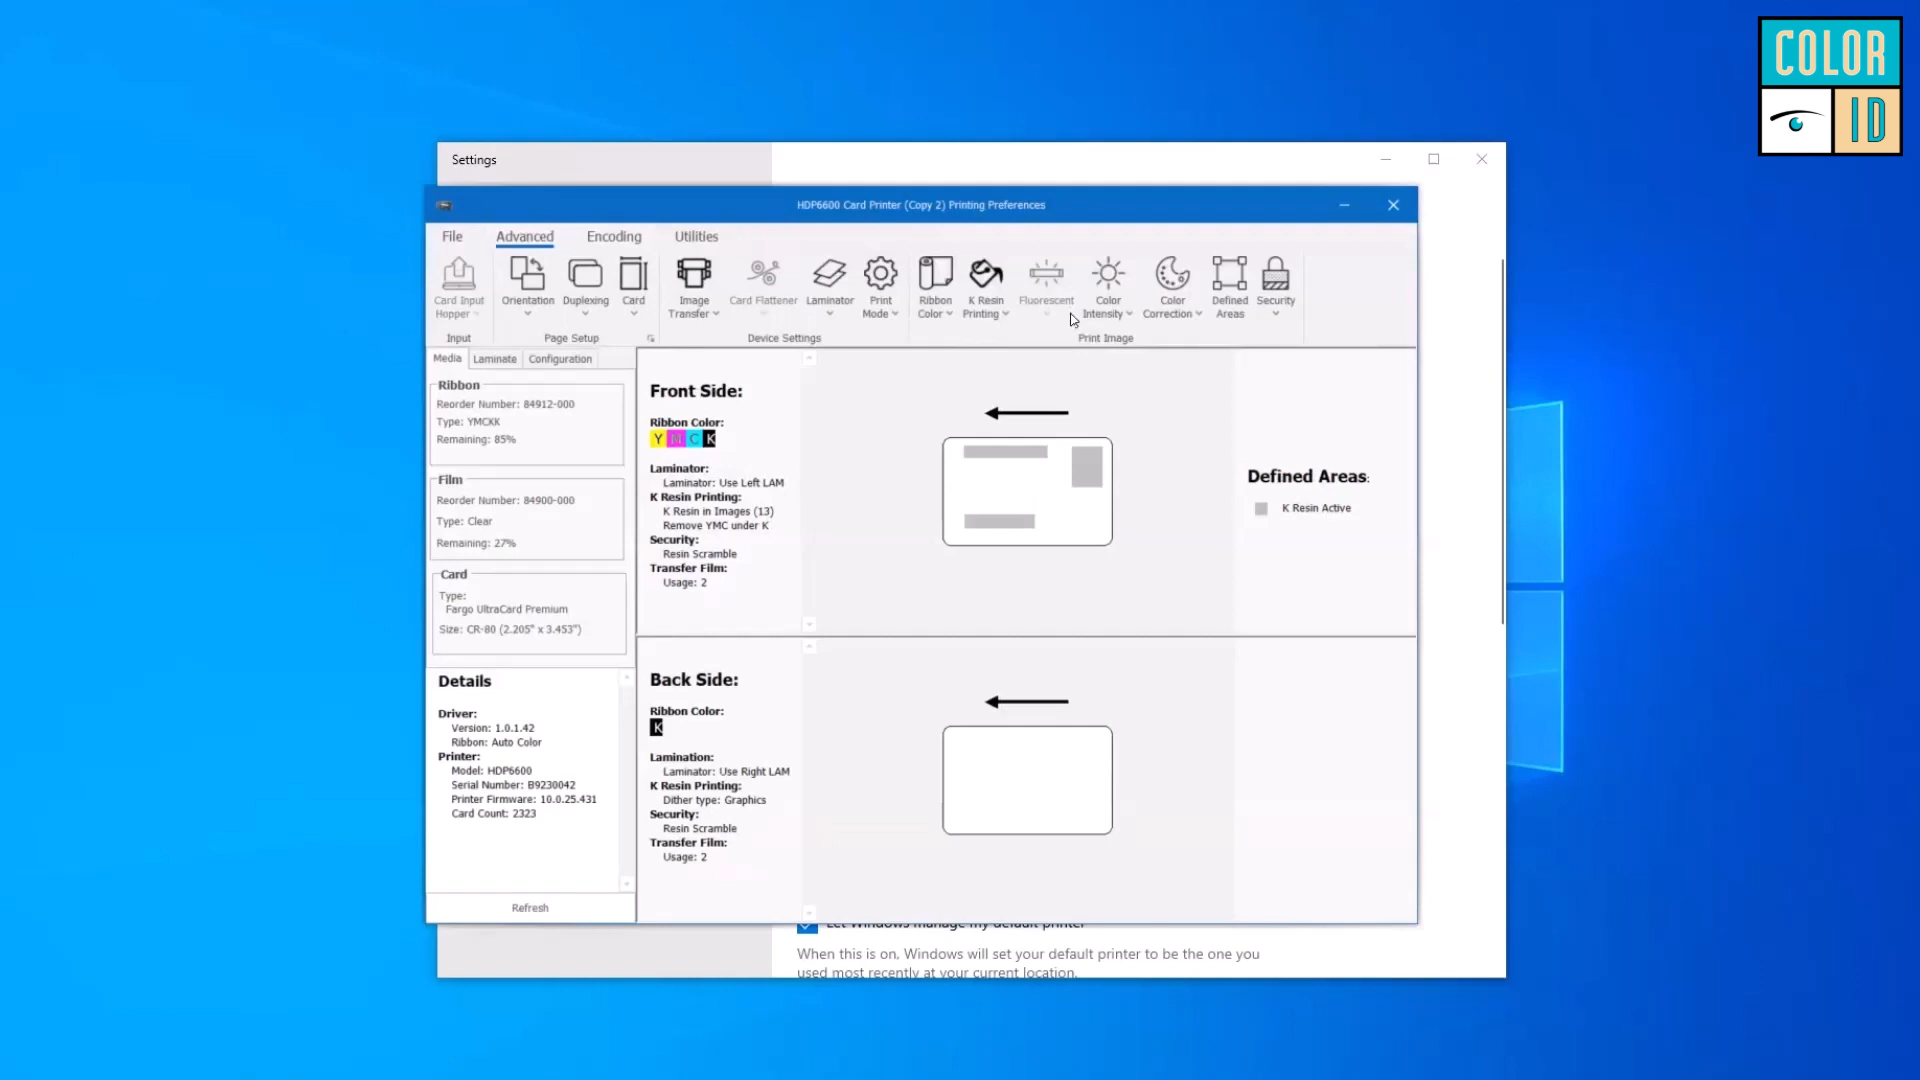 COLOR
ID
Settings
HDP6600 Card Printer (Copy 2) Printing Preferences
File Advanced Encoding Utilities
Card Input Hopper
Orientation
Duplexing
Card
Image Transfer
Card Flattener
Laminator
Print Mode
Ribbon Color
K Resin Printing
Fluorescent
Color Intensity
Color Correction
Defined Areas
Security
Input Page Setup Device Settings Print Image
Media Laminate Configuration
Ribbon
Reorder Number: 84912-000
Type: YMCKK
Remaining: 85%
Film
Reorder Number: 84900-000
Type: Clear
Remaining: 27%
Card
Type:
Fargo UltraCard Premium
Size: CR-80 (2.205" x 3.453")
Details
Driver:
Version: 1.0.1.42
Ribbon: Auto Color
Printer:
Model: HDP6600
Serial Number: B9230042
Printer Firmware: 10.0.25.431
Card Count: 2323
Refresh
Front Side:
Ribbon Color:
Y M C K
Laminator:
Laminator: Use Left LAM
K Resin Printing:
K Resin in Images (13)
Remove YMC under K
Security:
Resin Scramble
Transfer Film:
Usage: 2
Defined Areas:
K Resin Active
Back Side:
Ribbon Color:
K
Lamination:
Laminator: Use Right LAM
K Resin Printing:
Dither type: Graphics
Security:
Resin Scramble
Transfer Film:
Usage: 2
Let Windows manage my default printer
When this is on, Windows will set your default printer to be the one you
used most recently at your current location.